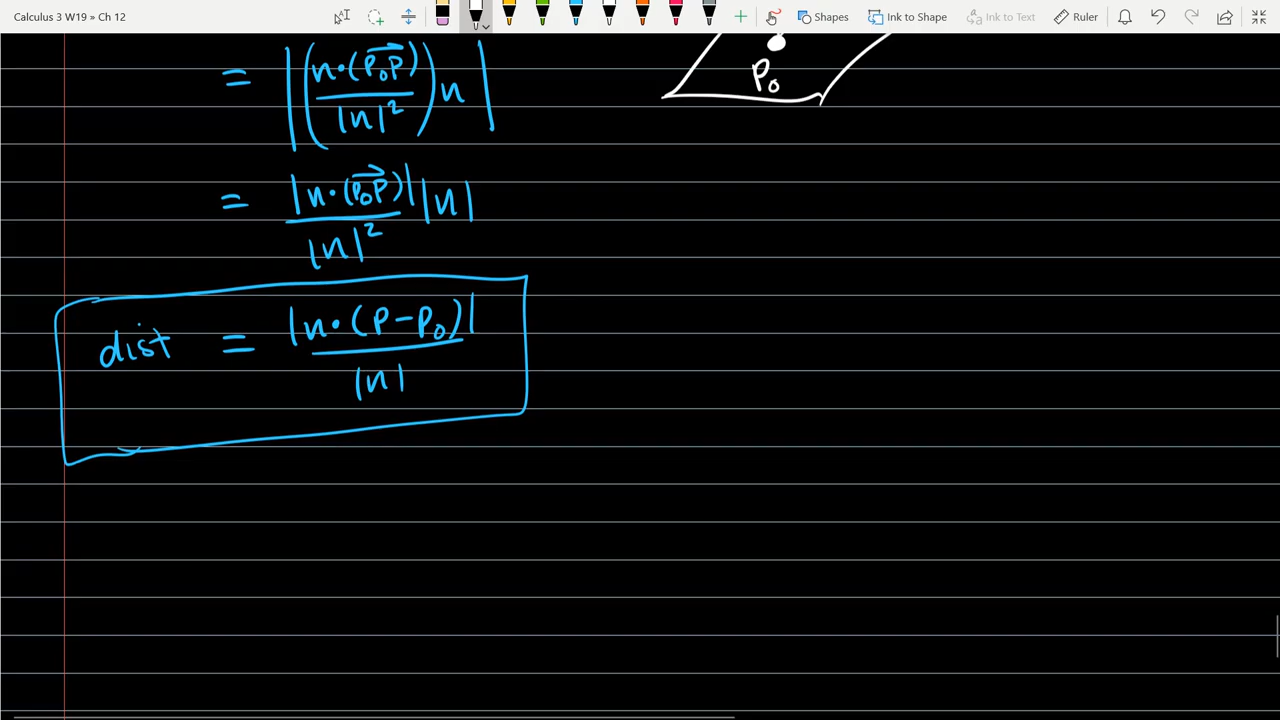 Calculus 3 W19 » Ch 12
Shapes Ink to Shape Ink to Text Ruler
= |((n·(P₀P⃗))/|n|²) n|
P₀
= (|n·(P₀P⃗)|/|n|²) |n|
dist = |n·(P−P₀)|/|n|